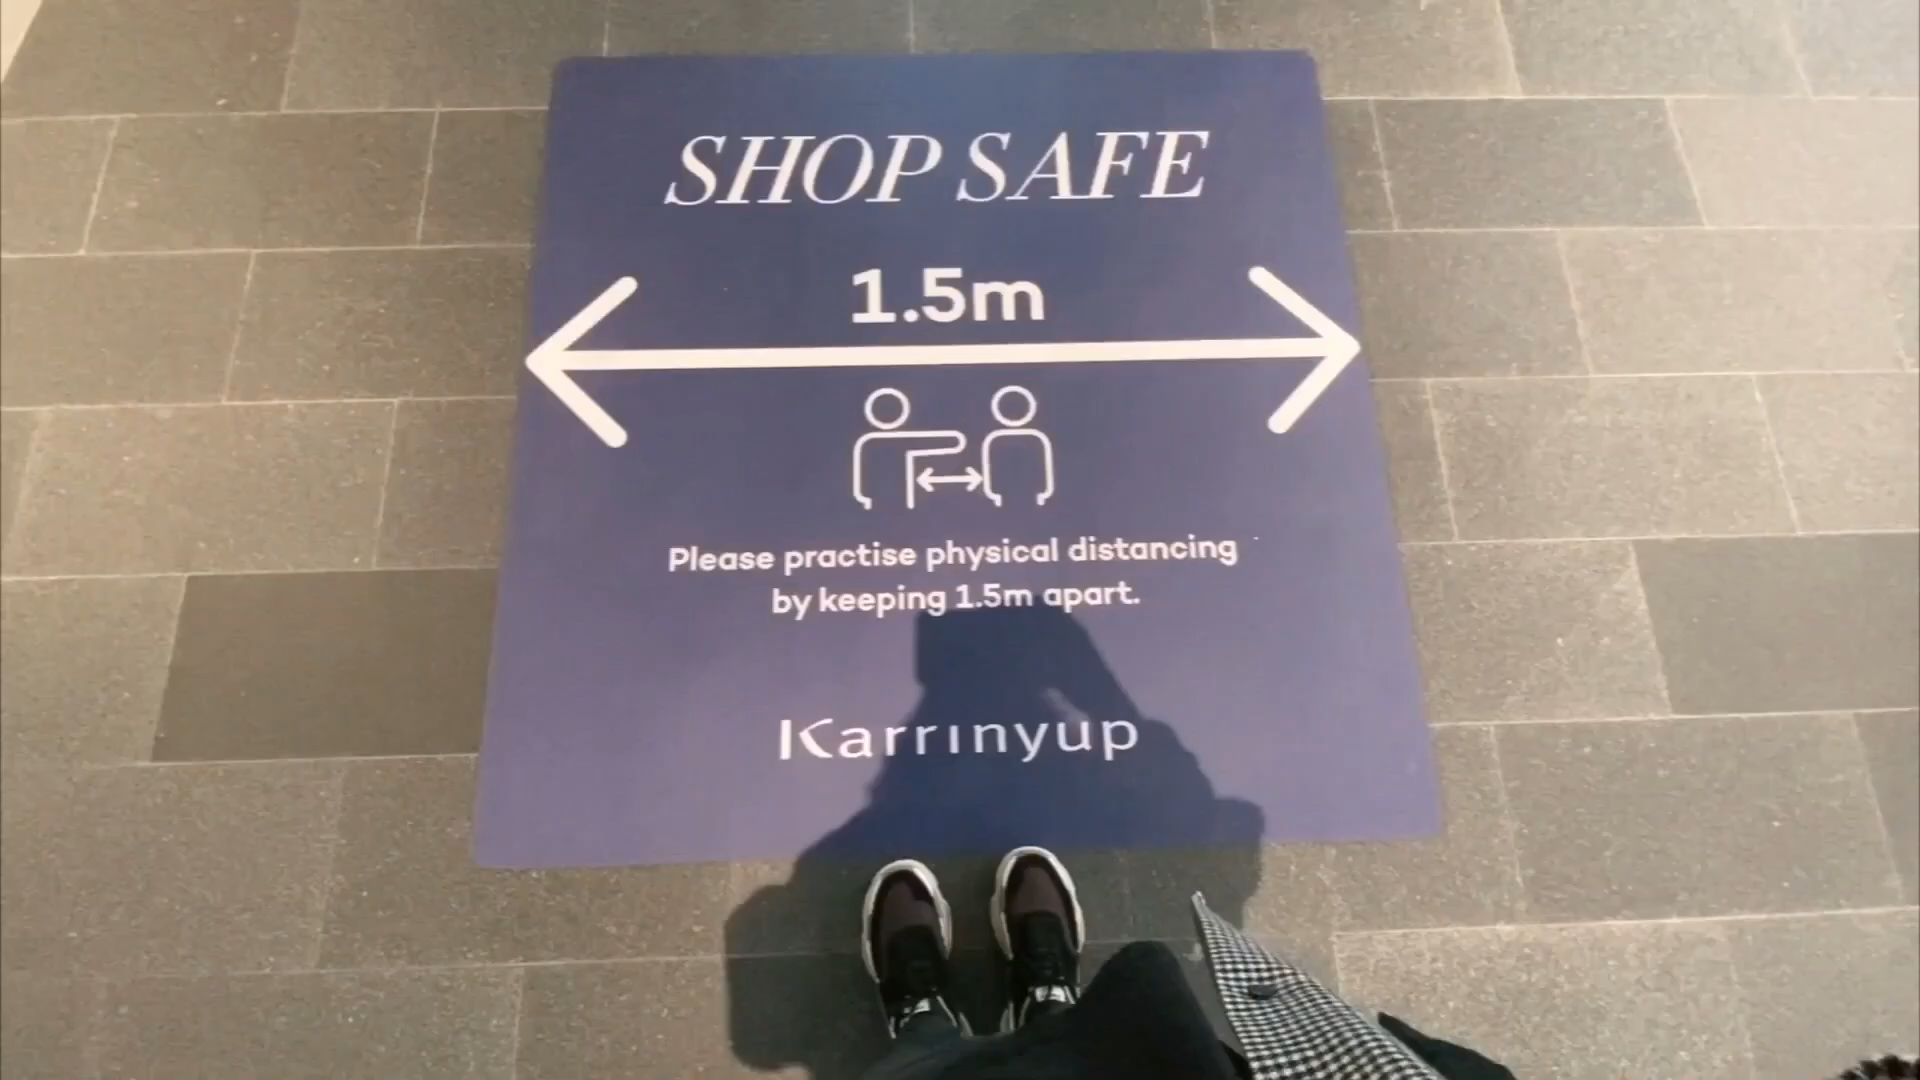 SHOP SAFE
1.5m
Please practise physical distancing
by keeping 1.5m apart.
Karrinyup